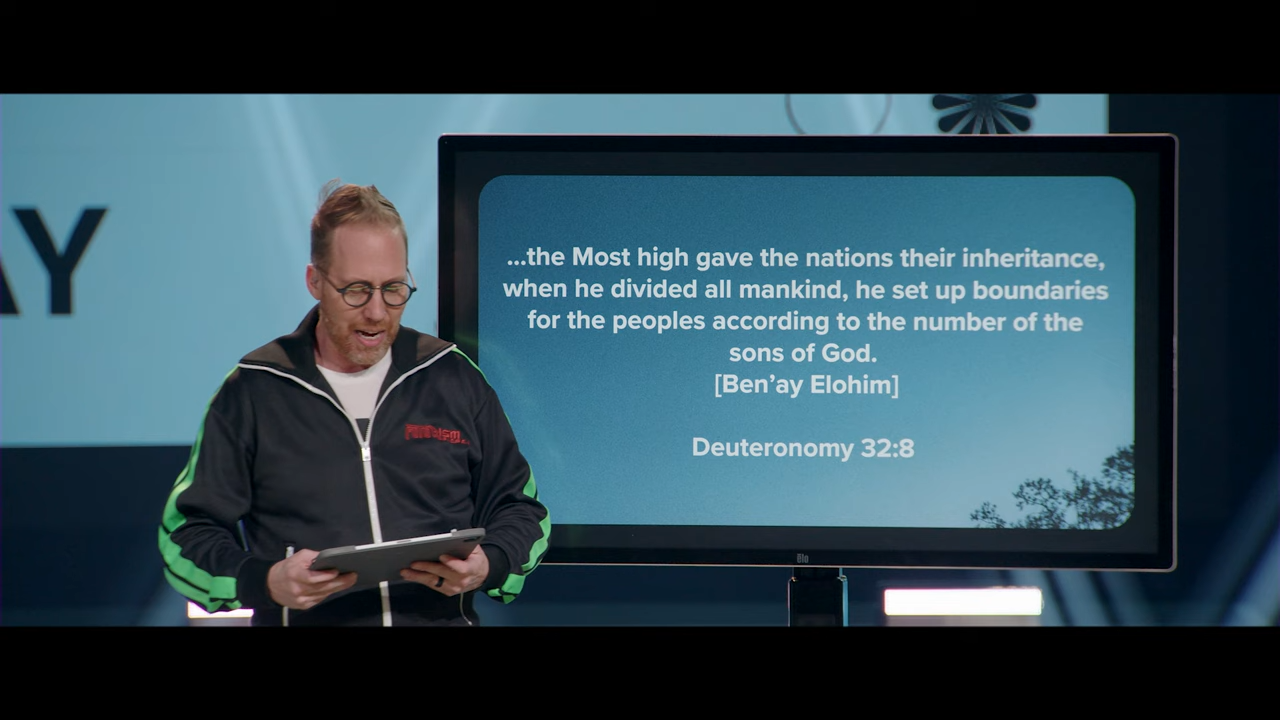 AY
...the Most high gave the nations their inheritance,
when he divided all mankind, he set up boundaries
for the peoples according to the number of the
sons of God.
[Ben’ay Elohim]
Deuteronomy 32:8
elo